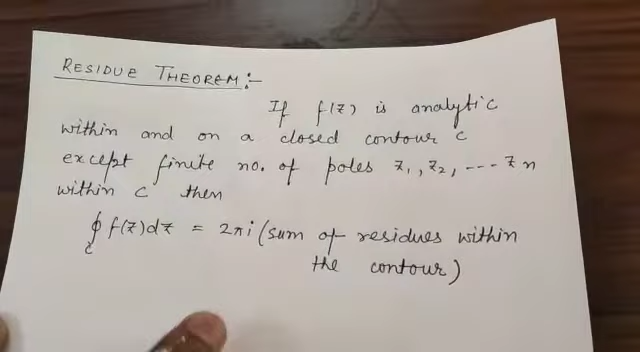 RESIDUE THEOREM :-
If f(z) is analytic
within and on a closed contour c
except finite no. of poles z1, z2, ---- zn
within c then
∮c f(z)dz = 2πi (sum of residues within
the contour)